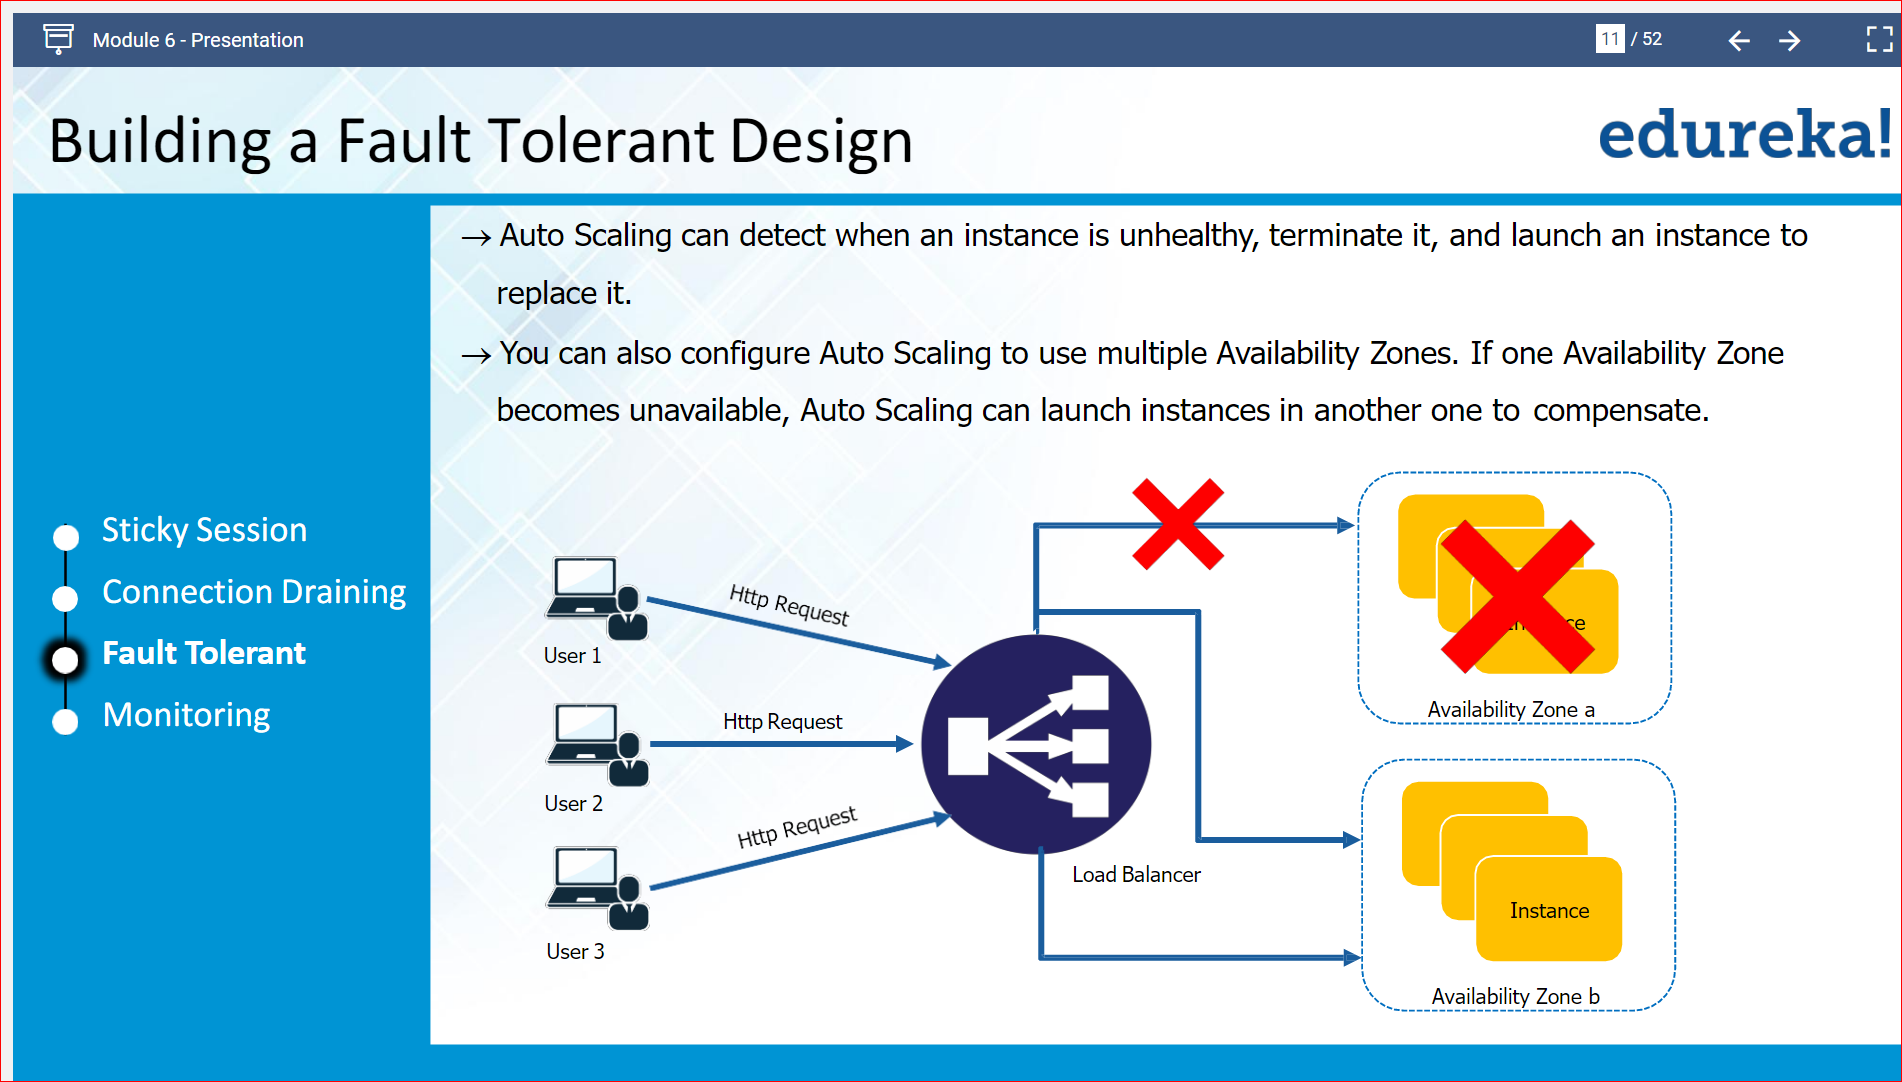 Module 6 - Presentation
11 / 52
Building a Fault Tolerant Design
edureka!
→ Auto Scaling can detect when an instance is unhealthy, terminate it, and launch an instance to
replace it.
→ You can also configure Auto Scaling to use multiple Availability Zones. If one Availability Zone
becomes unavailable, Auto Scaling can launch instances in another one to compensate.
Sticky Session
Connection Draining
Fault Tolerant
Monitoring
Http Request
User 1
Http Request
User 2
Http Request
User 3
Load Balancer
Availability Zone a
Instance
Availability Zone b